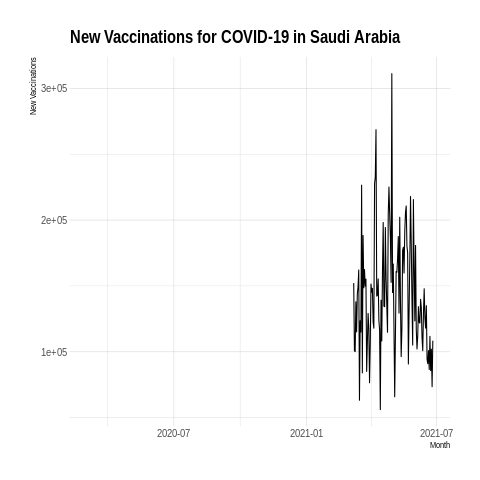 New Vaccinations for COVID-19 in Saudi Arabia
New Vaccinations
3e+05
2e+05
1e+05
2020-07
2021-01
2021-07
Month